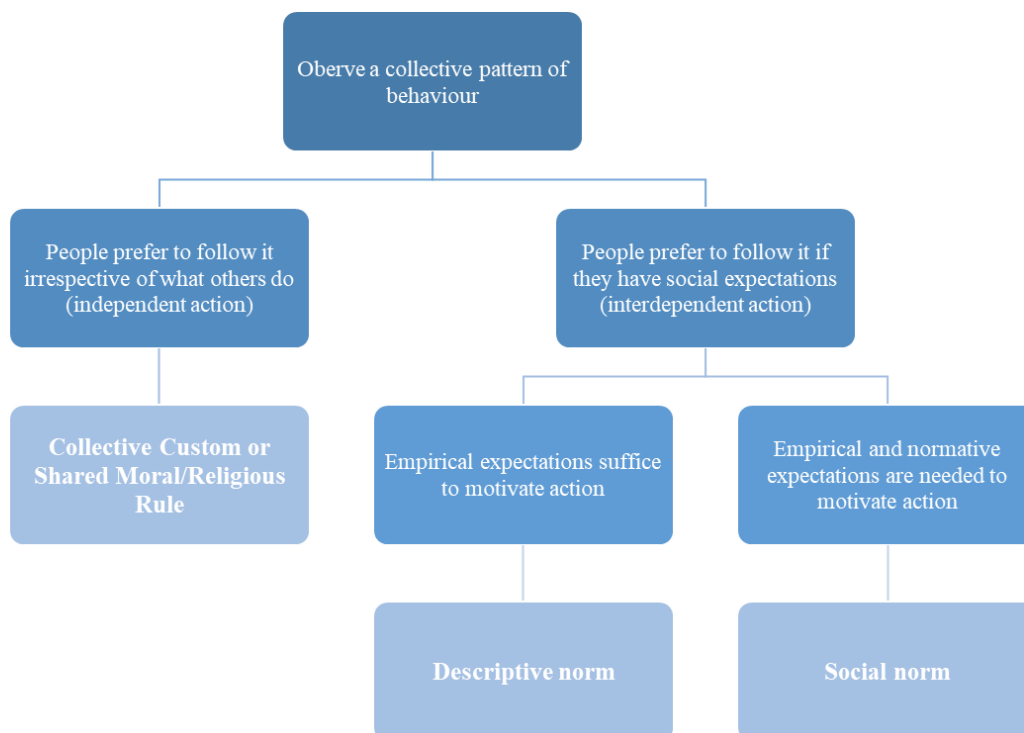 Oberve a collective pattern of
behaviour
People prefer to follow it
irrespective of what others do
(independent action)
People prefer to follow it if
they have social expectations
(interdependent action)
Collective Custom or
Shared Moral/Religious
Rule
Empirical expectations suffice
to motivate action
Empirical and normative
expectations are needed to
motivate action
Descriptive norm
Social norm